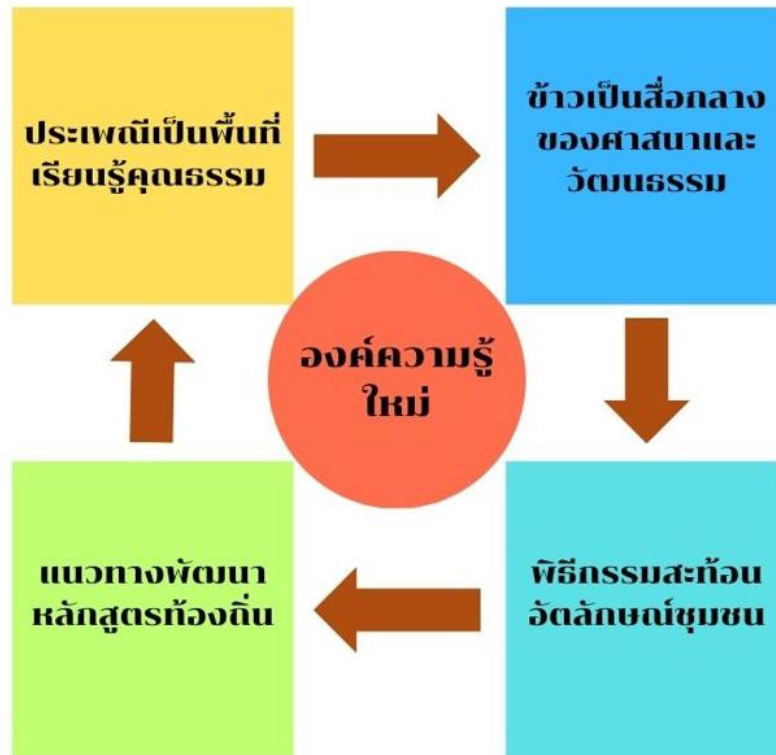 ประเพณีเป็นพื้นที่
เรียนรู้คุณธรรม
ข้าวเป็นสื่อกลาง
ของศาสนาและ
วัฒนธรรม
องค์ความรู้
ใหม่
พิธีกรรมสะท้อน
อัตลักษณ์ชุมชน
แนวทางพัฒนา
หลักสูตรท้องถิ่น